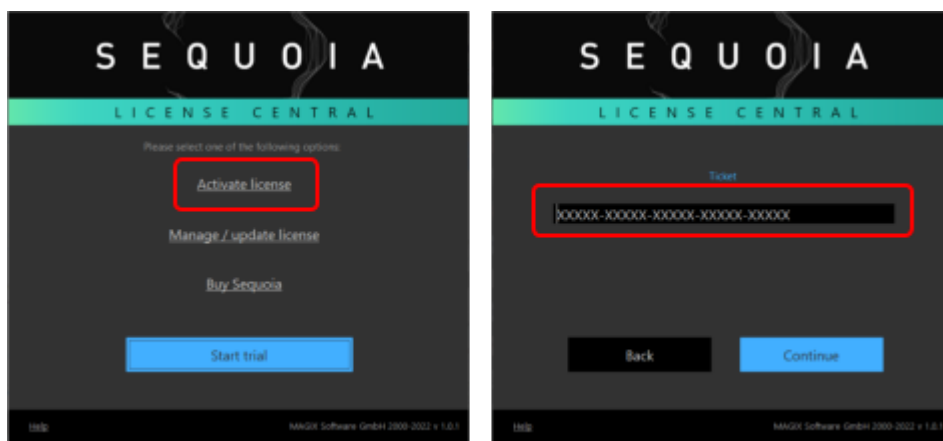 SEQUOIA
LICENSE CENTRAL
Please select one of the following options:
Activate license
Manage / update license
Buy Sequoia
Start trial
Help
MAGIX Software GmbH 2000-2022 v 1.0.1
SEQUOIA
LICENSE CENTRAL
Ticket
XXXXX-XXXXX-XXXXX-XXXXX-XXXXX
Back
Continue
Help
MAGIX Software GmbH 2000-2022 v 1.0.1